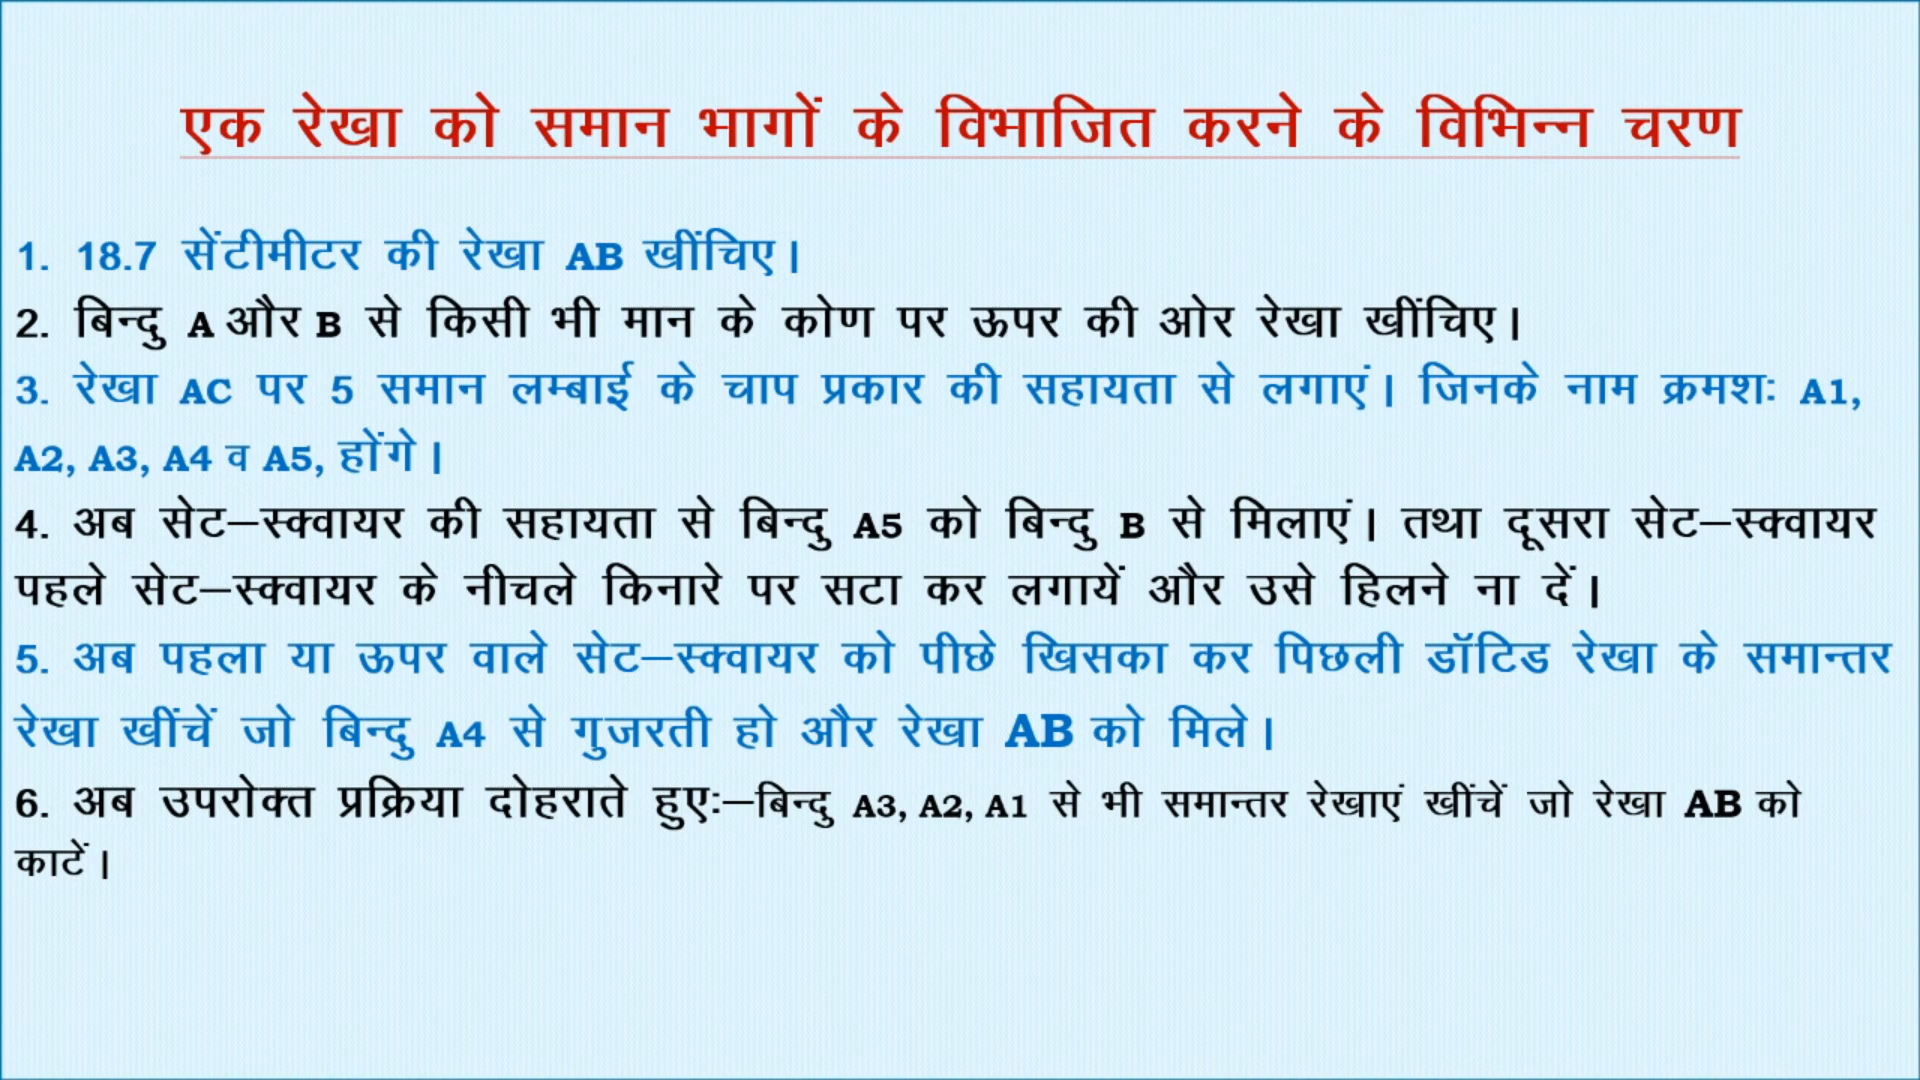 एक रेखा को समान भागों के विभाजित करने के विभिन्न चरण
1. 18.7 सेंटीमीटर की रेखा AB खींचिए।
2. बिन्दु A और B से किसी भी मान के कोण पर ऊपर की ओर रेखा खींचिए।
3. रेखा AC पर 5 समान लम्बाई के चाप प्रकार की सहायता से लगाएं। जिनके नाम क्रमशः A1,
A2, A3, A4 व A5, होंगे।
4. अब सेट–स्क्वायर की सहायता से बिन्दु A5 को बिन्दु B से मिलाएं। तथा दूसरा सेट–स्क्वायर
पहले सेट–स्क्वायर के नीचले किनारे पर सटा कर लगायें और उसे हिलने ना दें।
5. अब पहला या ऊपर वाले सेट–स्क्वायर को पीछे खिसका कर पिछली डॉटिड रेखा के समान्तर
रेखा खींचें जो बिन्दु A4 से गुजरती हो और रेखा AB को मिले।
6. अब उपरोक्त प्रक्रिया दोहराते हुएः–बिन्दु A3, A2, A1 से भी समान्तर रेखाएं खींचें जो रेखा AB को
काटें।